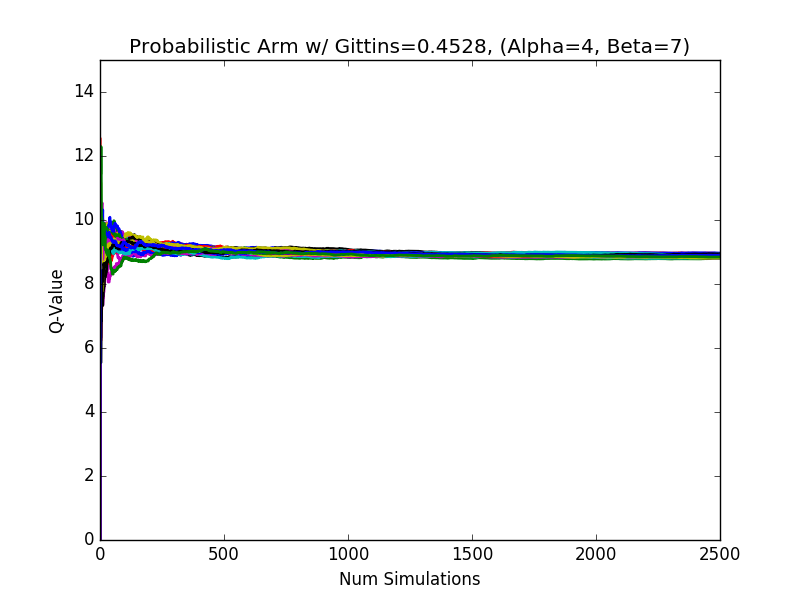 Probabilistic Arm w/ Gittins=0.4528, (Alpha=4, Beta=7)
14
12
10
8
6
4
2
0
Q-Value
0 500 1000 1500 2000 2500
Num Simulations